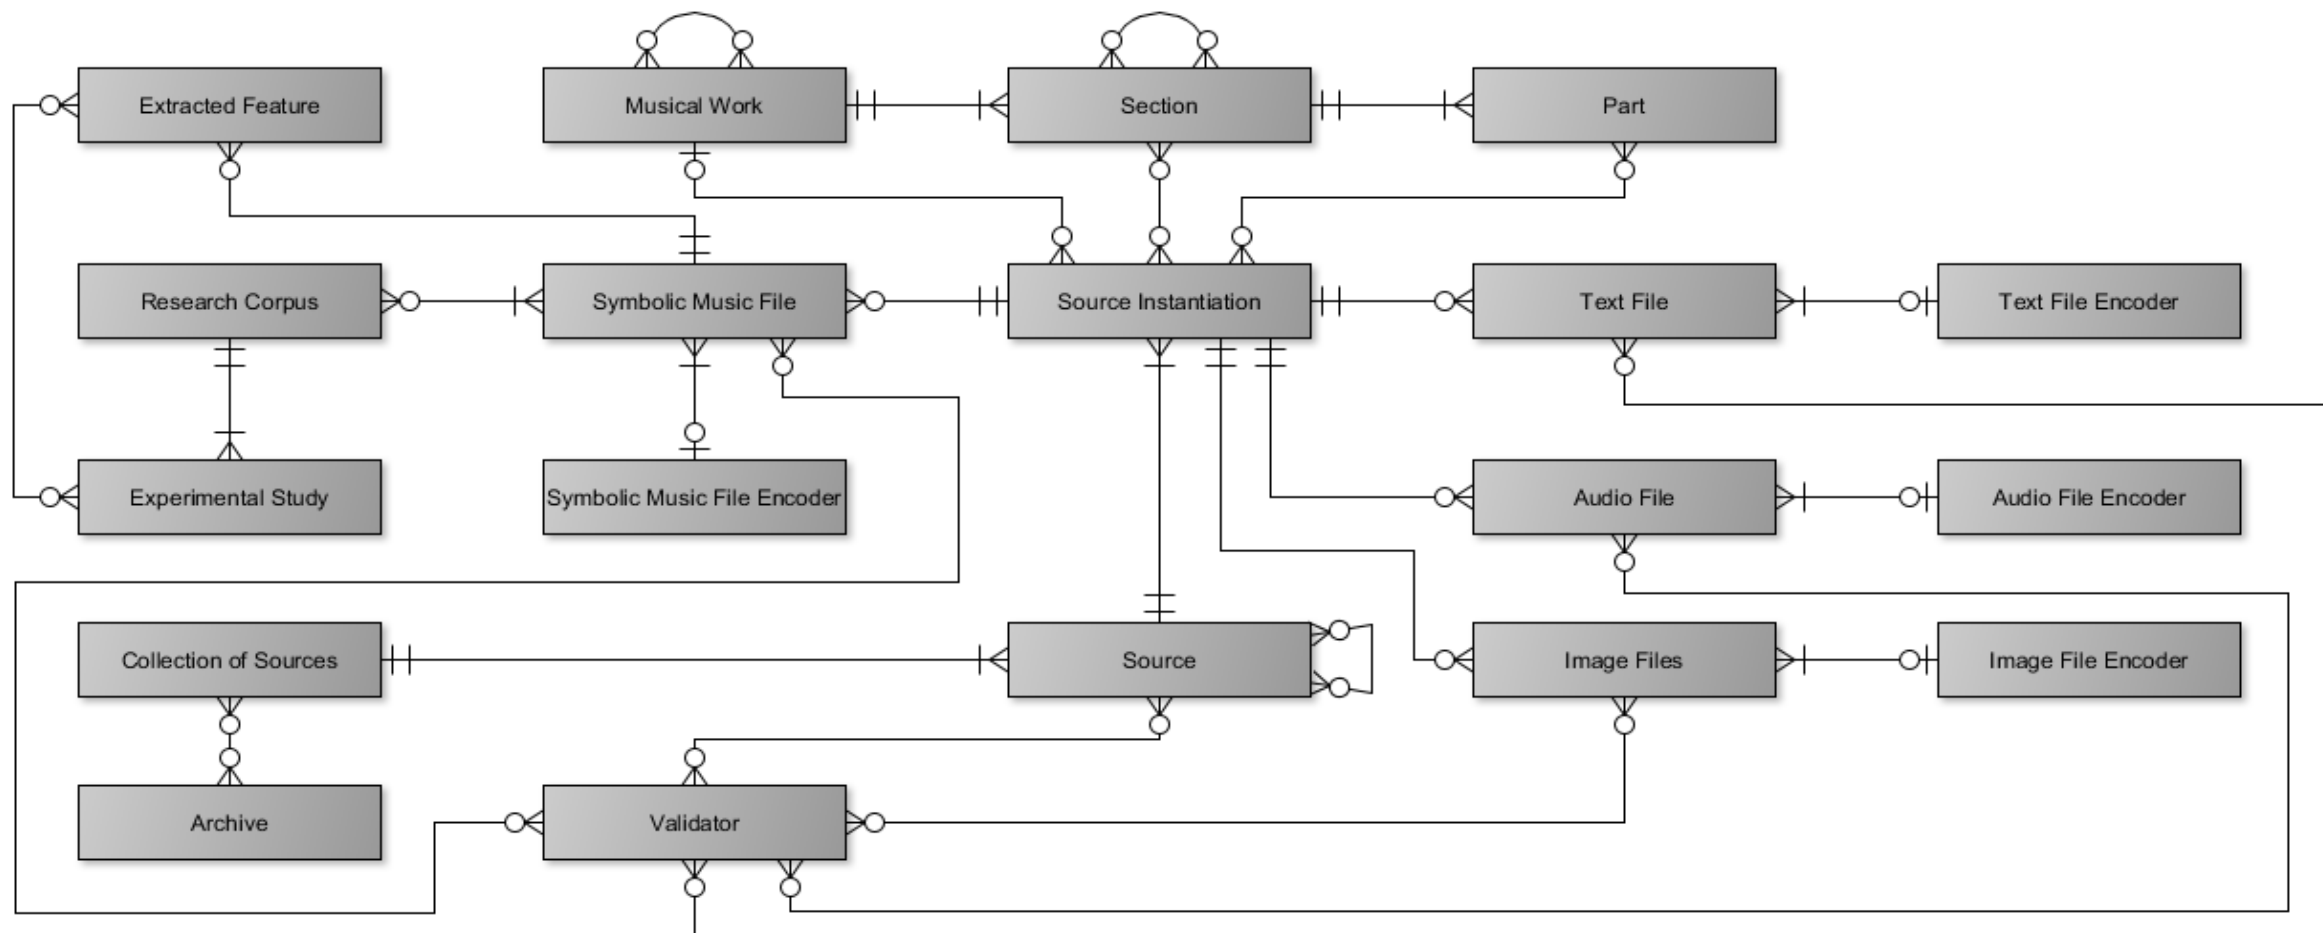 Extracted Feature
Musical Work
Section
Part
Research Corpus
Symbolic Music File
Source Instantiation
Text File
Text File Encoder
Experimental Study
Symbolic Music File Encoder
Audio File
Audio File Encoder
Collection of Sources
Source
Image Files
Image File Encoder
Archive
Validator